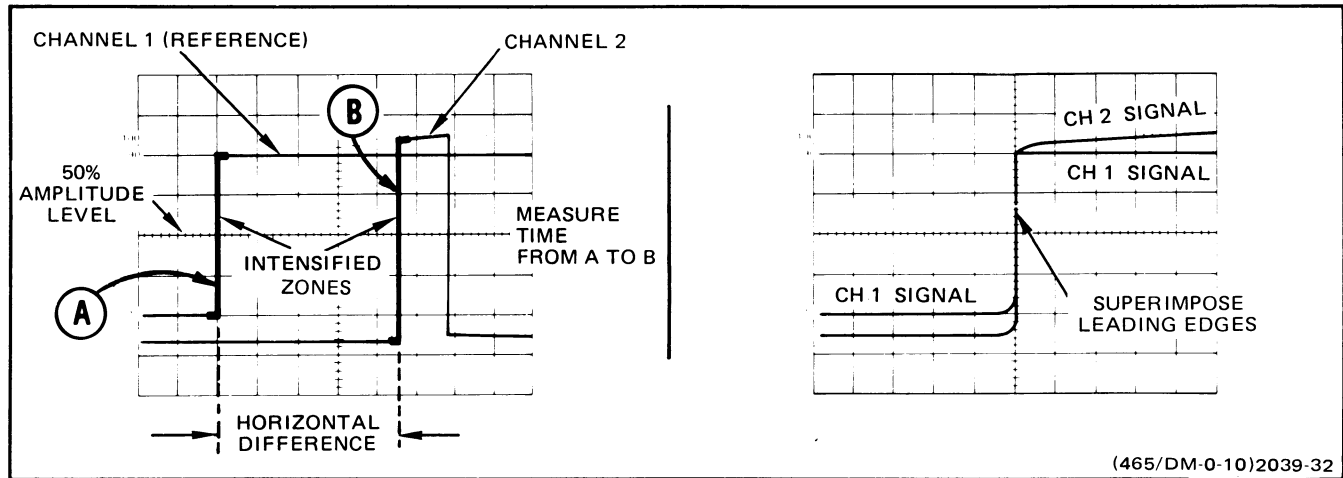 CHANNEL 1 (REFERENCE)
CHANNEL 2
B
50%
AMPLITUDE
LEVEL
INTENSIFIED
ZONES
MEASURE
TIME
FROM A TO B
A
HORIZONTAL
DIFFERENCE
CH 2 SIGNAL
CH 1 SIGNAL
CH 1 SIGNAL
SUPERIMPOSE
LEADING EDGES
(465/DM-0-10)2039-32